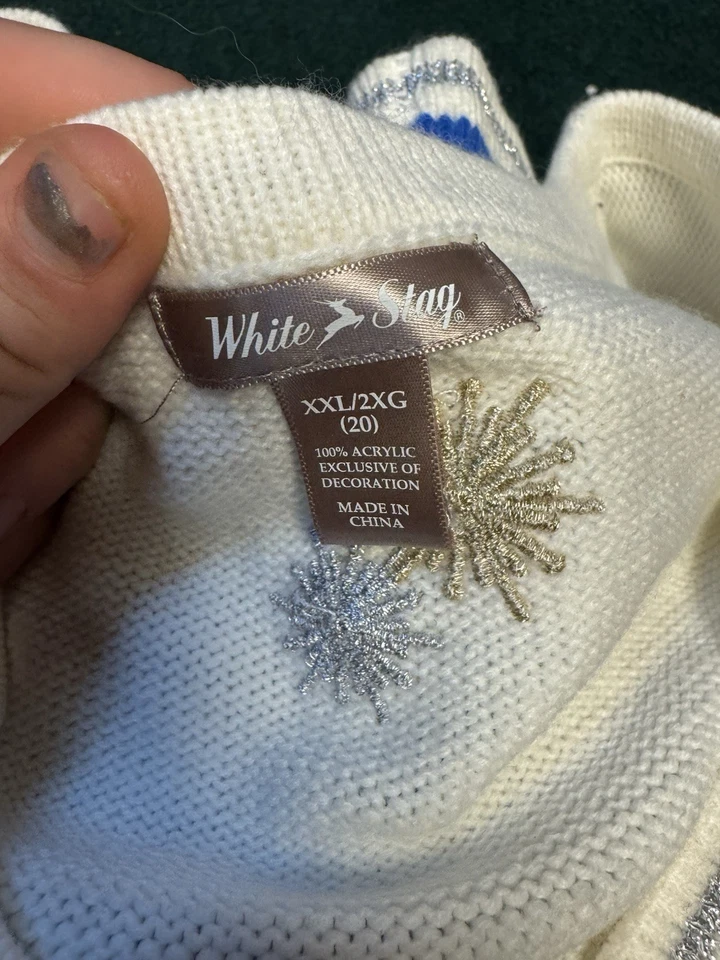 White Stag®
XXL/2XG
(20)
100% ACRYLIC
EXCLUSIVE OF
DECORATION
MADE IN
CHINA